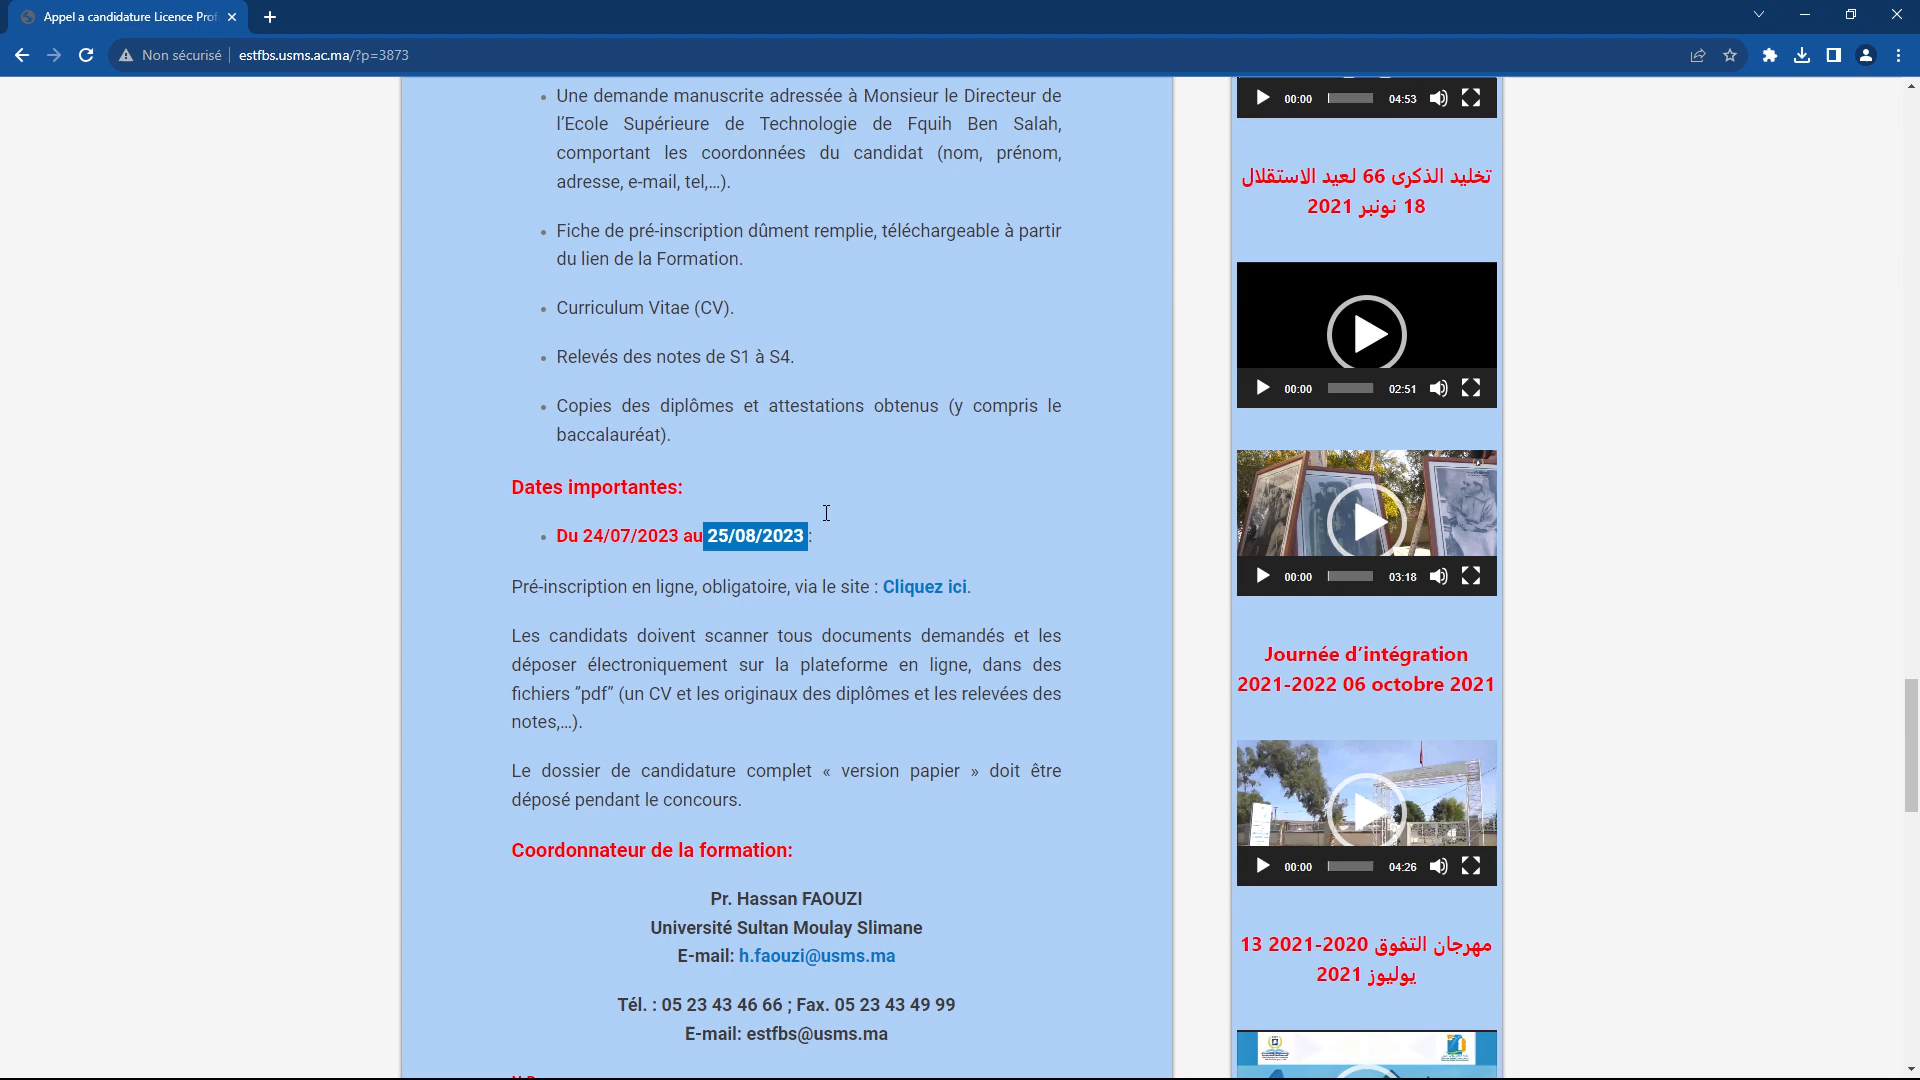 Appel a candidature Licence Prof
Non sécurisé
estfbs.usms.ac.ma/?p=3873
Une demande manuscrite adressée à Monsieur le Directeur de
l’Ecole Supérieure de Technologie de Fquih Ben Salah,
comportant les coordonnées du candidat (nom, prénom,
adresse, e-mail, tel,…).
Fiche de pré-inscription dûment remplie, téléchargeable à partir
du lien de la Formation.
Curriculum Vitae (CV).
Relevés des notes de S1 à S4.
Copies des diplômes et attestations obtenus (y compris le
baccalauréat).
Dates importantes:
Du 24/07/2023 au 25/08/2023 :
Pré-inscription en ligne, obligatoire, via le site : Cliquez ici.
Les candidats doivent scanner tous documents demandés et les
déposer électroniquement sur la plateforme en ligne, dans des
fichiers ”pdf” (un CV et les originaux des diplômes et les relevées des
notes,…).
Le dossier de candidature complet « version papier » doit être
déposé pendant le concours.
Coordonnateur de la formation:
Pr. Hassan FAOUZI
Université Sultan Moulay Slimane
E-mail: h.faouzi@usms.ma
Tél. : 05 23 43 46 66 ; Fax. 05 23 43 49 99
E-mail: estfbs@usms.ma
00:00 04:53
تخليد الذكرى 66 لعيد الاستقلال
18 نونبر 2021
00:00 02:51
00:00 03:18
Journée d’intégration
2021-2022 06 octobre 2021
00:00 04:26
مهرجان التفوق 2020-2021 13
يوليوز 2021